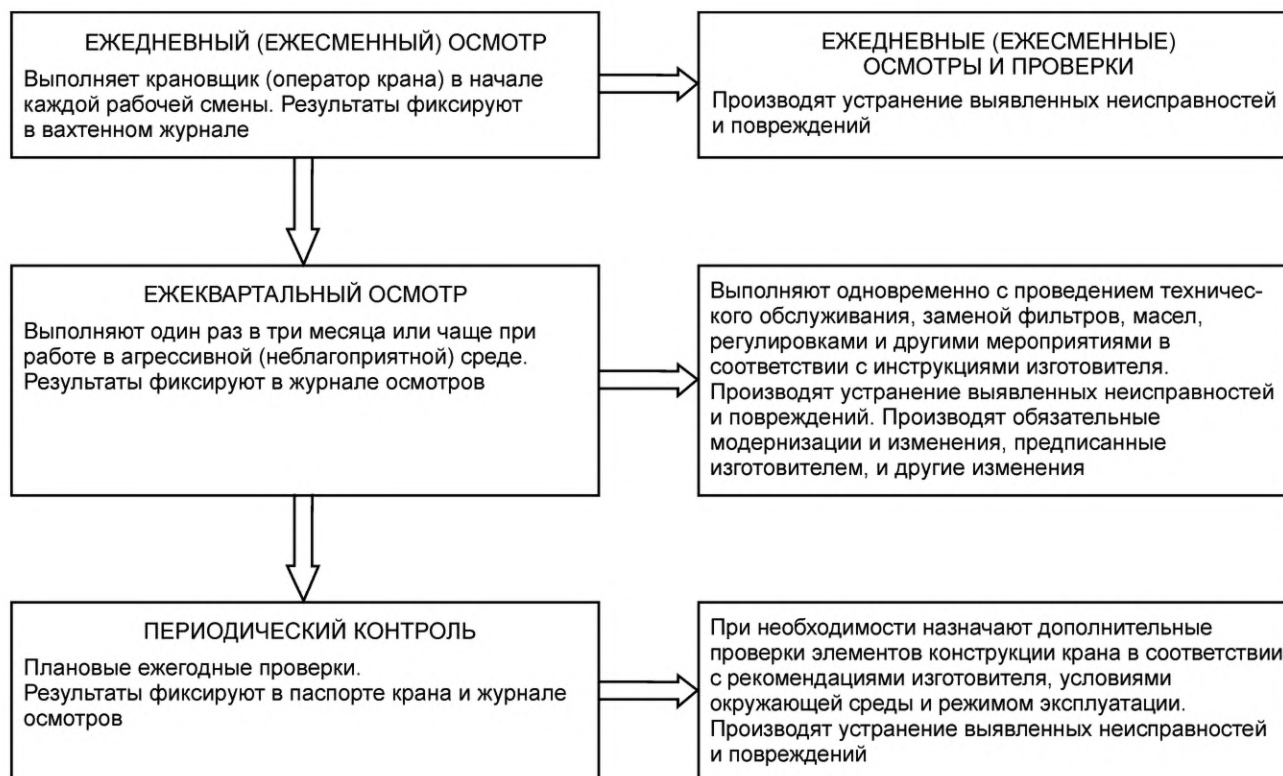 ЕЖЕДНЕВНЫЙ (ЕЖЕСМЕННЫЙ) ОСМОТР
Выполняет крановщик (оператор крана) в начале
каждой рабочей смены. Результаты фиксируют
в вахтенном журнале
ЕЖЕДНЕВНЫЕ (ЕЖЕСМЕННЫЕ)
ОСМОТРЫ И ПРОВЕРКИ
Производят устранение выявленных неисправностей
и повреждений
ЕЖЕКВАРТАЛЬНЫЙ ОСМОТР
Выполняют один раз в три месяца или чаще при
работе в агрессивной (неблагоприятной) среде.
Результаты фиксируют в журнале осмотров
Выполняют одновременно с проведением техничес-
кого обслуживания, заменой фильтров, масел,
регулировками и другими мероприятиями в
соответствии с инструкциями изготовителя.
Производят устранение выявленных неисправностей
и повреждений. Производят обязательные
модернизации и изменения, предписанные
изготовителем, и другие изменения
ПЕРИОДИЧЕСКИЙ КОНТРОЛЬ
Плановые ежегодные проверки.
Результаты фиксируют в паспорте крана и журнале
осмотров
При необходимости назначают дополнительные
проверки элементов конструкции крана в соответствии
с рекомендациями изготовителя, условиями
окружающей среды и режимом эксплуатации.
Производят устранение выявленных неисправностей
и повреждений